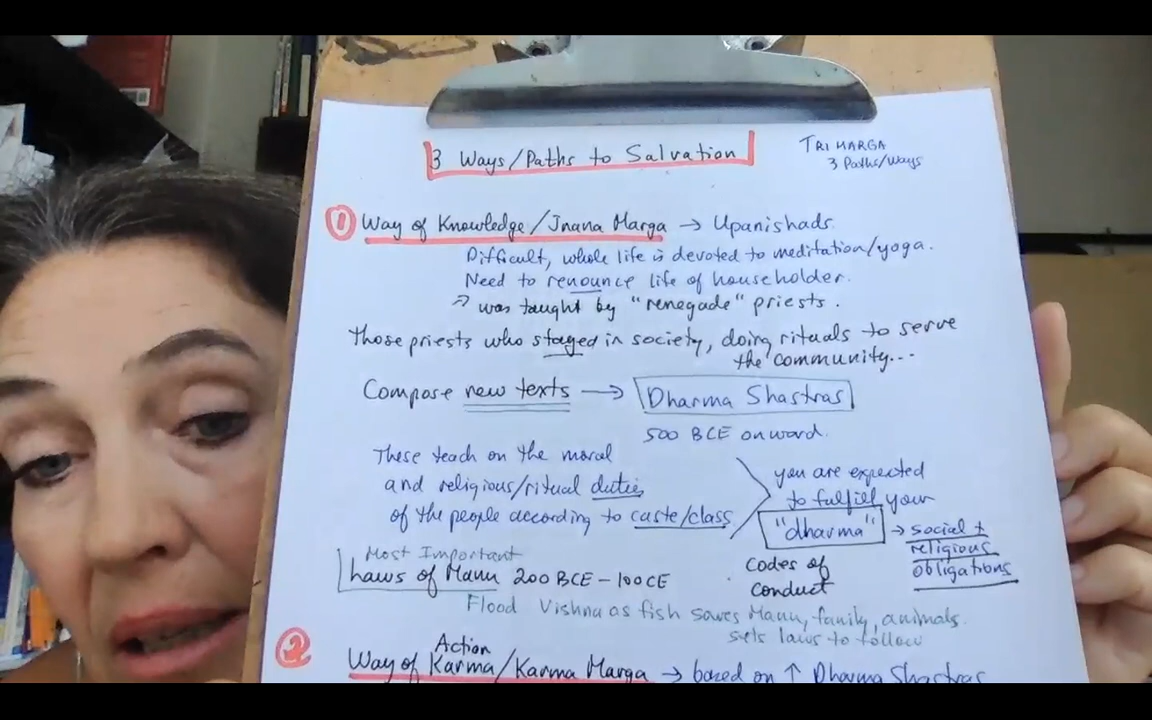 3 Ways/Paths to Salvation
TRI MARGA
3 Paths/Ways
1 Way of Knowledge/Jnana Marga → Upanishads.
Difficult, whole life is devoted to meditation/yoga.
Need to renounce life of householder.
→ was taught by "renegade" priests.
Those priests who stayed in society, doing rituals to serve
the community...
Compose new texts → Dharma Shastras
500 BCE onward.
These teach on the moral
and religious/ritual duties
of the people according to caste/class
you are expected
to fulfill your
"dharma" → social +
religious
obligations
Codes of
conduct
Most Important
Laws of Manu 200 BCE – 100 CE
Flood Vishnu as fish saves Manu, family, animals.
sets laws to follow
2 Way of Karma/Karma Marga → based on ↑ Dharma Shastras
Action